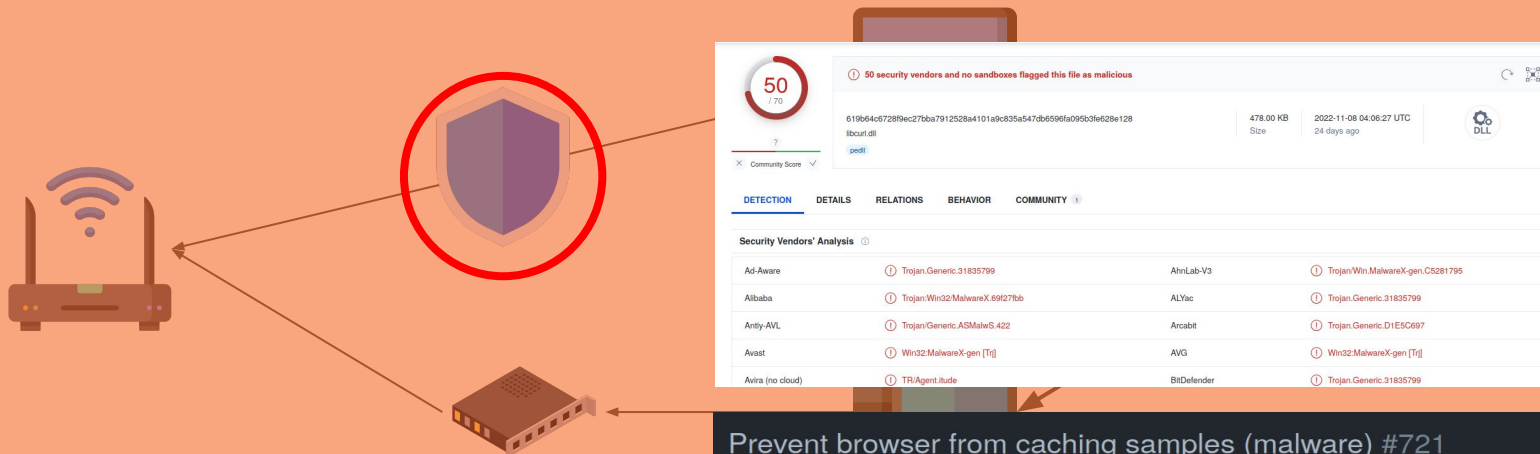 50
/ 70
?
Community Score
50 security vendors and no sandboxes flagged this file as malicious
619b64c6728f9ec27bba7912528a4101a9c835a547db6596fa095b3fe628e128
libcurl.dll
pedll
478.00 KB
Size
2022-11-08 04:06:27 UTC
24 days ago
DLL
DETECTION DETAILS RELATIONS BEHAVIOR COMMUNITY 1
Security Vendors' Analysis
Ad-Aware Trojan.Generic.31835799 AhnLab-V3 Trojan/Win.MalwareX-gen.C5281795
Alibaba Trojan:Win32/MalwareX.69f27fbb ALYac Trojan.Generic.31835799
Antiy-AVL Trojan/Generic.ASMalwS.422 Arcabit Trojan.Generic.D1E5C697
Avast Win32:MalwareX-gen [Trj] AVG Win32:MalwareX-gen [Trj]
Avira (no cloud) TR/Agent.itude BitDefender Trojan.Generic.31835799
Prevent browser from caching samples (malware) #721